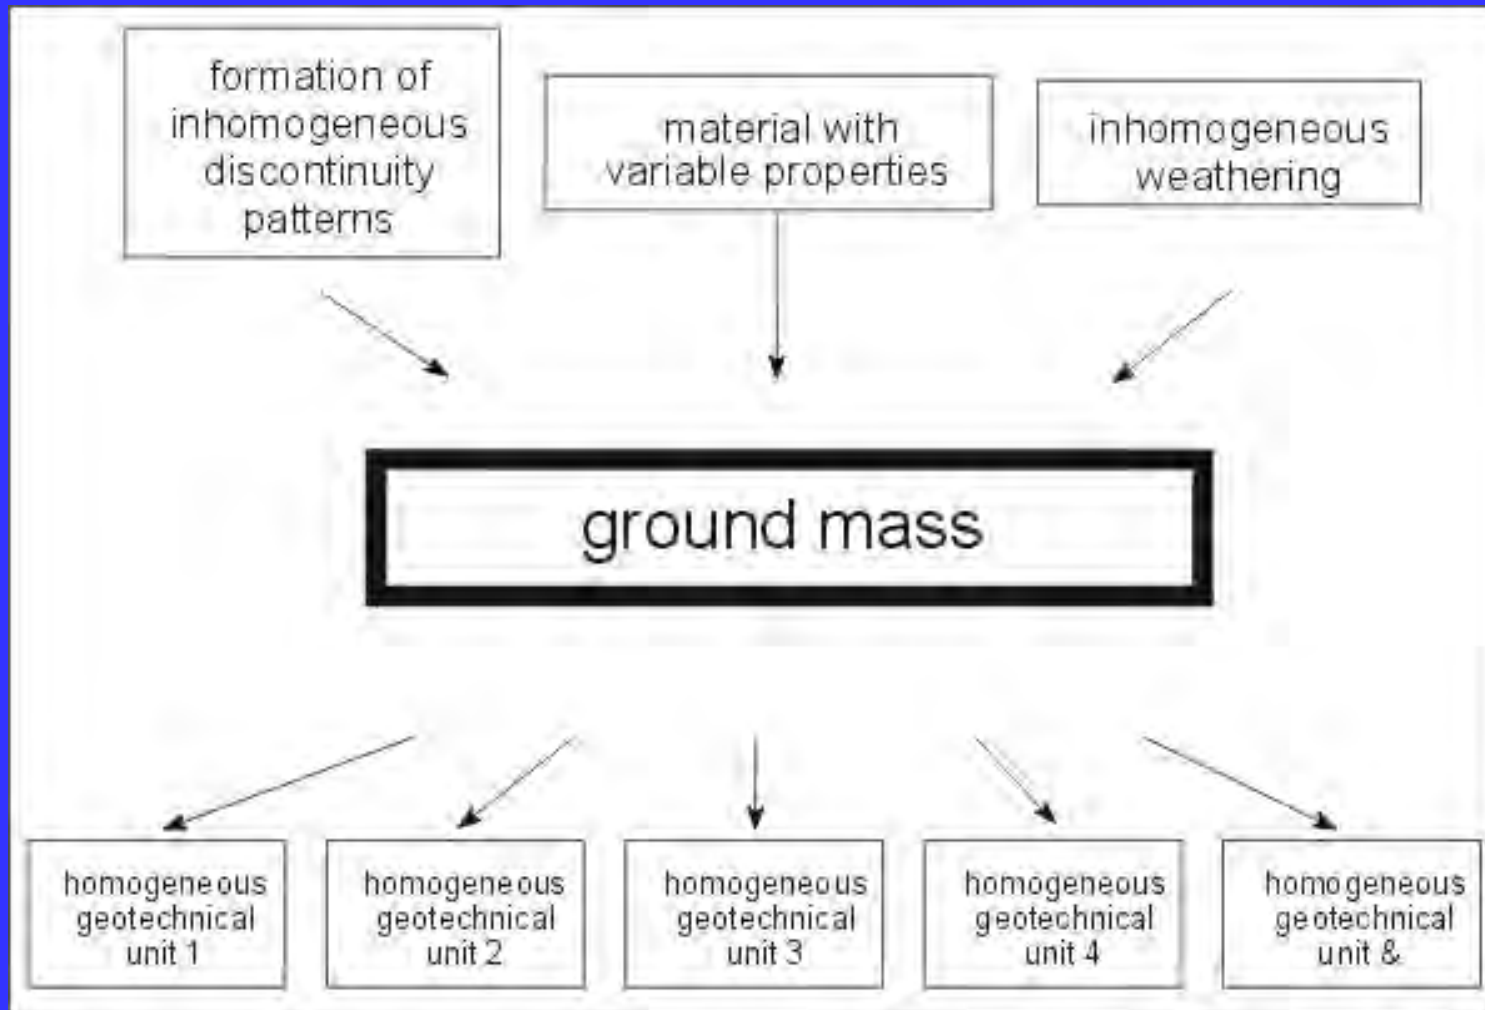 formation of
inhomogeneous
discontinuity
patterns
material with
variable properties
inhomogeneous
weathering
ground mass
homogeneous
geotechnical
unit 1
homogeneous
geotechnical
unit 2
homogeneous
geotechnical
unit 3
homogeneous
geotechnical
unit 4
homogeneous
geotechnical
unit &